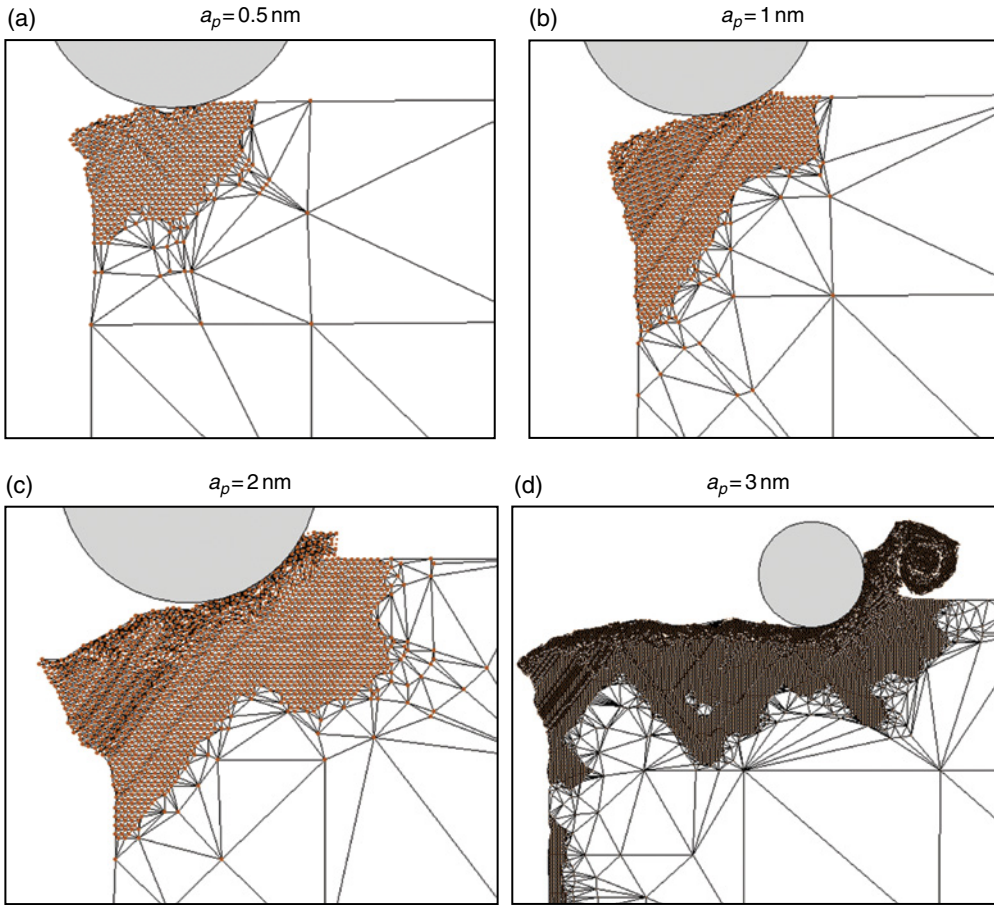 (a)
a_p = 0.5 nm
(b)
a_p = 1 nm
(c)
a_p = 2 nm
(d)
a_p = 3 nm